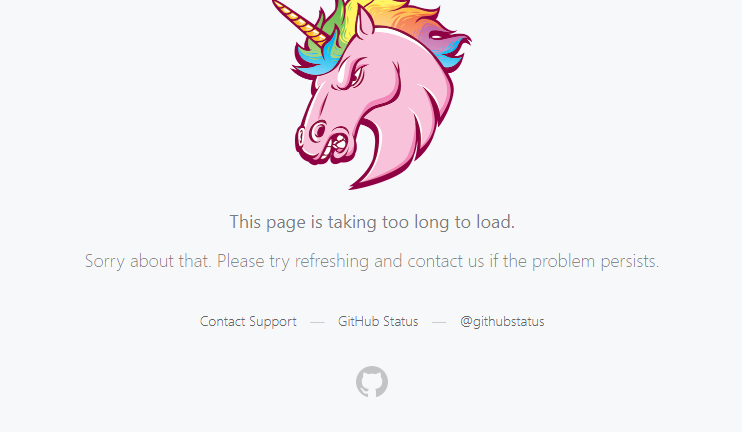 This page is taking too long to load.
Sorry about that. Please try refreshing and contact us if the problem persists.
Contact Support — GitHub Status — @githubstatus